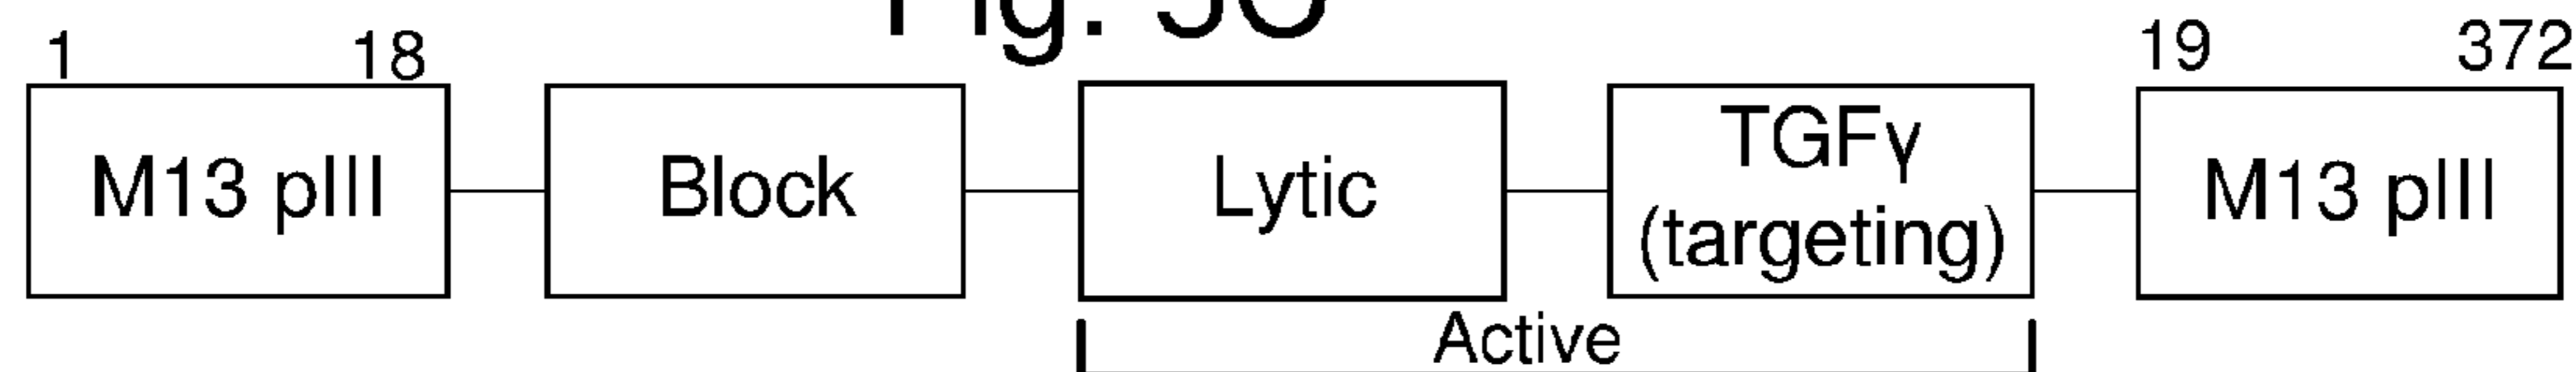 1 18 19 372
M13 pIII Block Lytic TGFγ (targeting) M13 pIII
Active